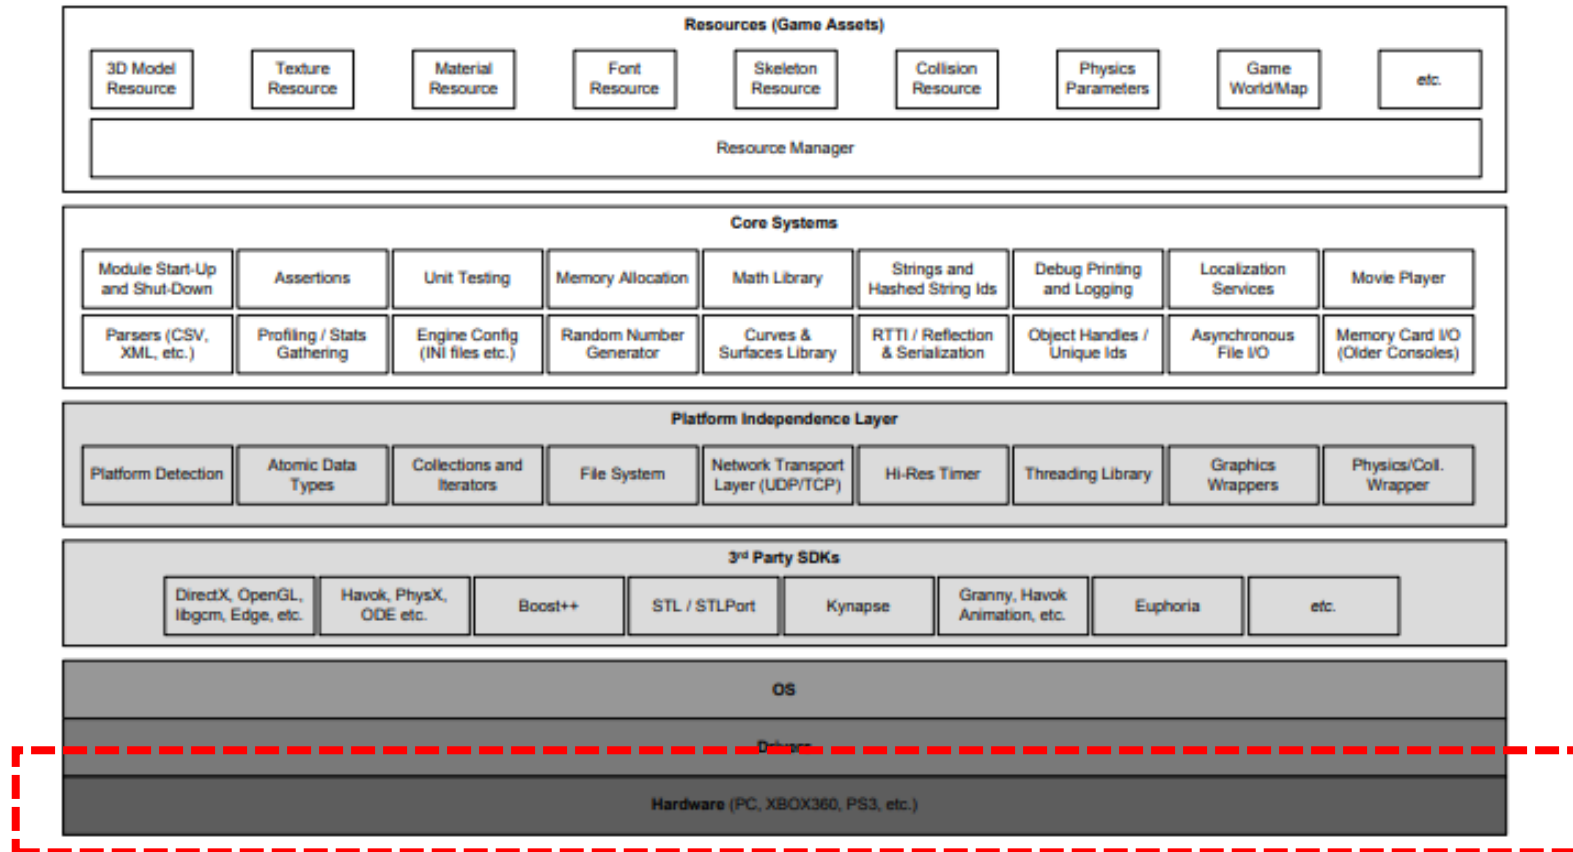 Resources (Game Assets)
3D Model
Resource
Texture
Resource
Material
Resource
Font
Resource
Skeleton
Resource
Collision
Resource
Physics
Parameters
Game
World/Map
etc.
Resource Manager
Core Systems
Module Start-Up
and Shut-Down
Assertions
Unit Testing
Memory Allocation
Math Library
Strings and
Hashed String Ids
Debug Printing
and Logging
Localization
Services
Movie Player
Parsers (CSV,
XML, etc.)
Profiling / Stats
Gathering
Engine Config
(INI files etc.)
Random Number
Generator
Curves &
Surfaces Library
RTTI / Reflection
& Serialization
Object Handles /
Unique Ids
Asynchronous
File I/O
Memory Card I/O
(Older Consoles)
Platform Independence Layer
Platform Detection
Atomic Data
Types
Collections and
Iterators
File System
Network Transport
Layer (UDP/TCP)
Hi-Res Timer
Threading Library
Graphics
Wrappers
Physics/Coll.
Wrapper
3rd Party SDKs
DirectX, OpenGL,
libgcm, Edge, etc.
Havok, PhysX,
ODE etc.
Boost++
STL / STLPort
Kynapse
Granny, Havok
Animation, etc.
Euphoria
etc.
OS
Drivers
Hardware (PC, XBOX360, PS3, etc.)